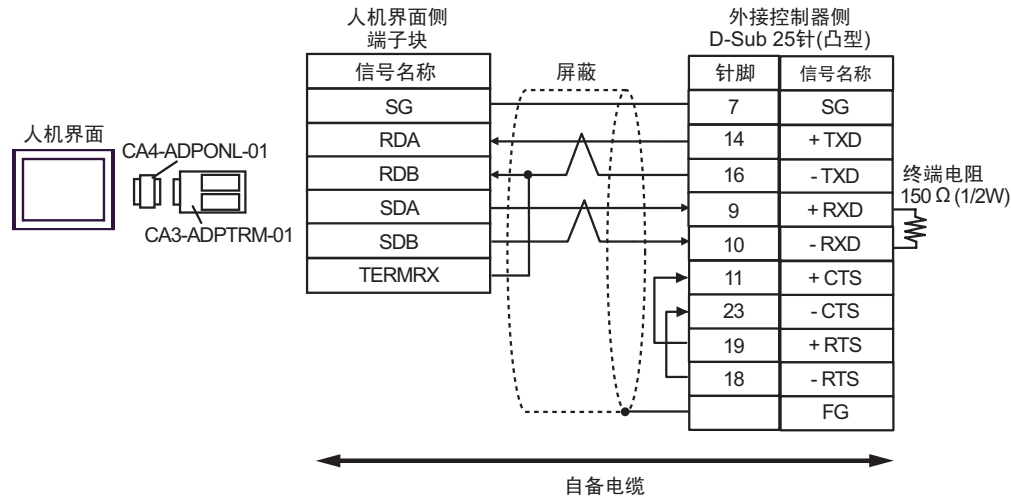 人机界面侧
端子块
外接控制器侧
D-Sub 25针(凸型)
信号名称
屏蔽
针脚
信号名称
SG
7
SG
人机界面
CA4-ADPONL-01
CA3-ADPTRM-01
RDA
14
+ TXD
RDB
16
- TXD
终端电阻
150 Ω (1/2W)
SDA
9
+ RXD
SDB
10
- RXD
TERMRX
11
+ CTS
23
- CTS
19
+ RTS
18
- RTS
FG
自备电缆